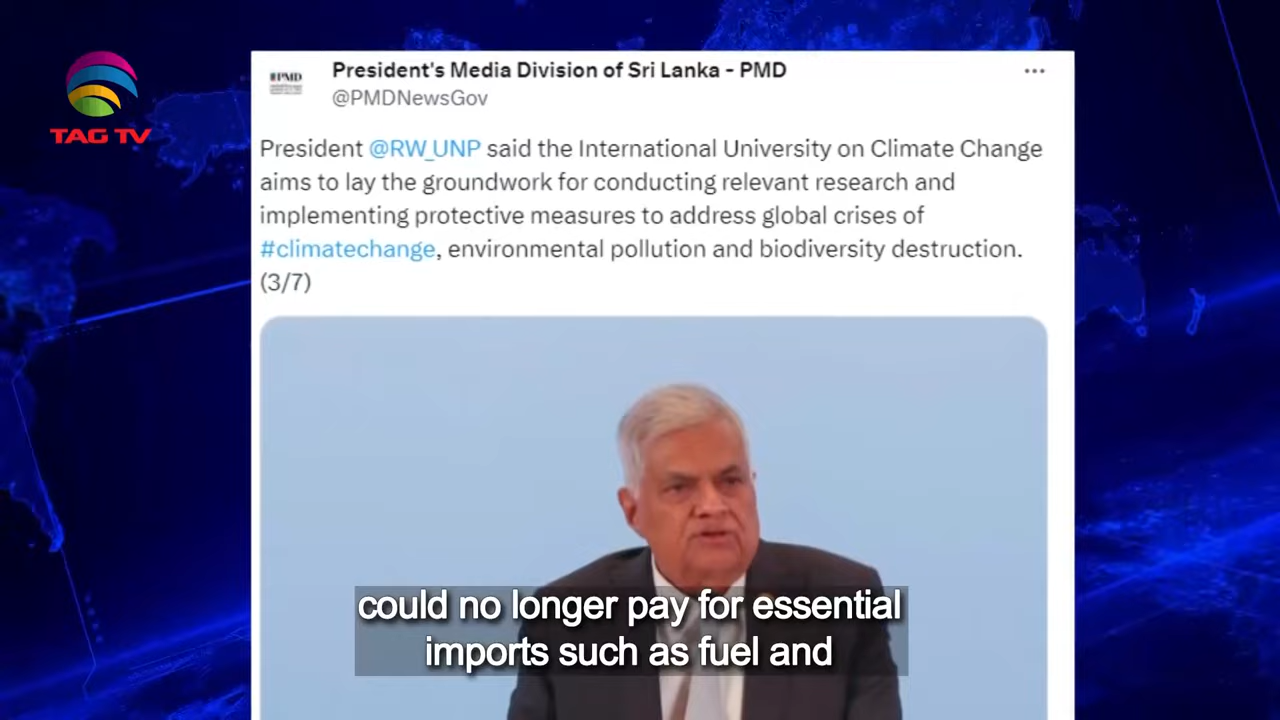 TAG TV
PMD
President's Media Division of Sri Lanka - PMD
@PMDNewsGov
President @RW_UNP said the International University on Climate Change
aims to lay the groundwork for conducting relevant research and
implementing protective measures to address global crises of
#climatechange, environmental pollution and biodiversity destruction.
(3/7)
could no longer pay for essential
imports such as fuel and